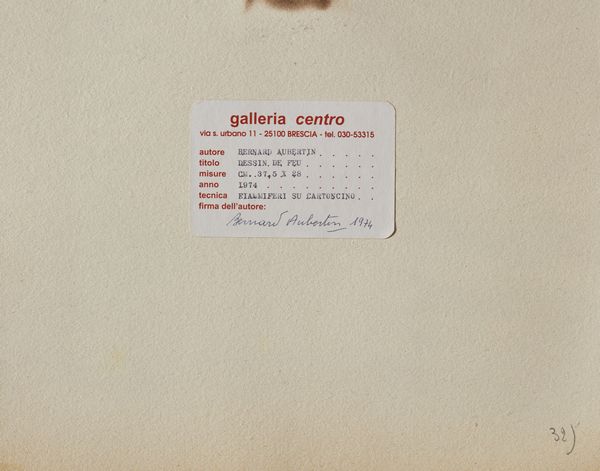 galleria centro
via s. urbano 11 - 25100 BRESCIA - tel. 030-53315
autore BERNARD AUBERTIN . . . . .
titolo DESSIN DE FEU . . . . . .
misure CM. .37,5 X 28 . . . . . .
anno 1974 . . . . . . . . . .
tecnica FIAMMIFERI SU CARTONCINO . .
firma dell'autore:
Bernard Aubertin 1974
32)